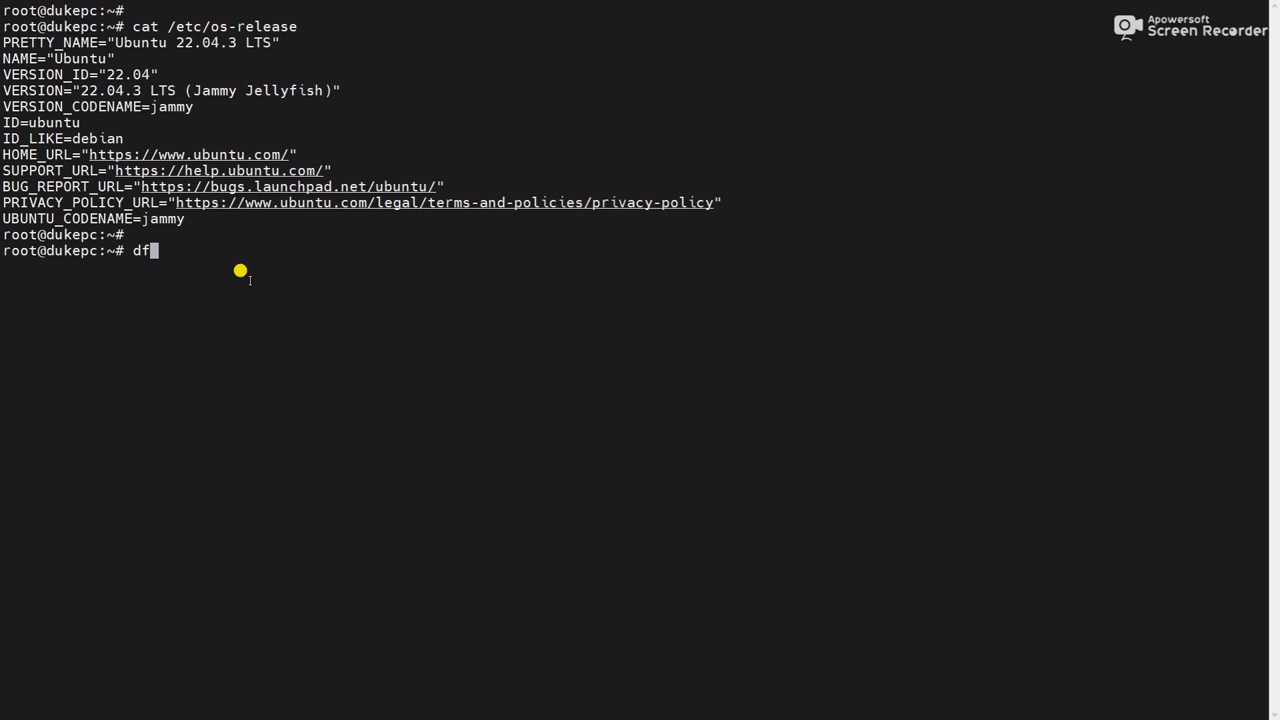 root@dukepc:~#
root@dukepc:~# cat /etc/os-release
PRETTY_NAME="Ubuntu 22.04.3 LTS"
NAME="Ubuntu"
VERSION_ID="22.04"
VERSION="22.04.3 LTS (Jammy Jellyfish)"
VERSION_CODENAME=jammy
ID=ubuntu
ID_LIKE=debian
HOME_URL="https://www.ubuntu.com/"
SUPPORT_URL="https://help.ubuntu.com/"
BUG_REPORT_URL="https://bugs.launchpad.net/ubuntu/"
PRIVACY_POLICY_URL="https://www.ubuntu.com/legal/terms-and-policies/privacy-policy"
UBUNTU_CODENAME=jammy
root@dukepc:~#
root@dukepc:~# df
Apowersoft
Screen Recorder